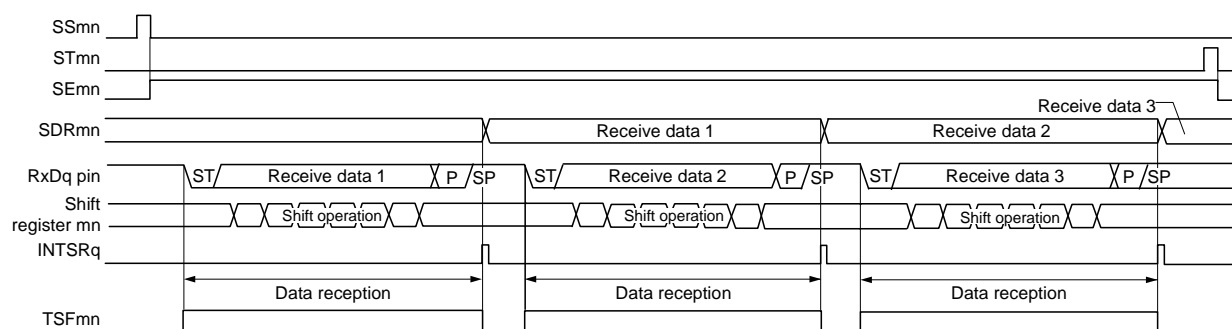 SSmn
STmn
SEmn
Receive data 3
SDRmn Receive data 1 Receive data 2
RxDq pin ST Receive data 1 P SP ST Receive data 2 P SP ST Receive data 3 P SP
Shift
register mn Shift operation Shift operation Shift operation
INTSRq
Data reception Data reception Data reception
TSFmn